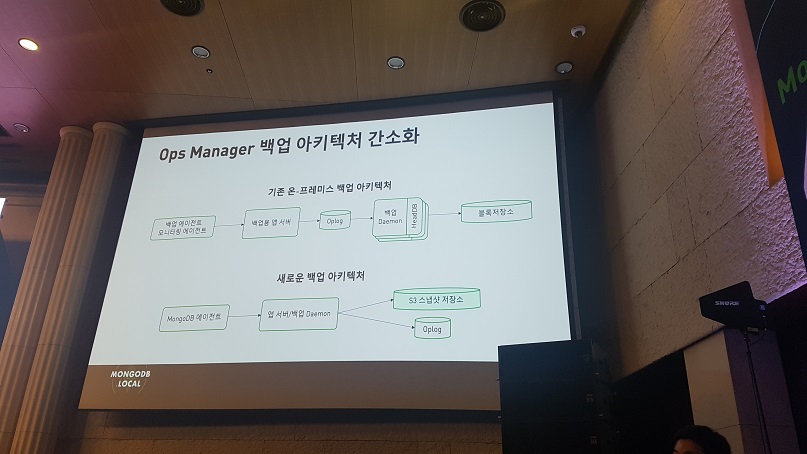 Ops Manager 백업 아키텍처 간소화
기존 온-프레미스 백업 아키텍처
백업 에이전트
모니터링 에이전트
백업용 앱 서버
Oplog
백업
Daemon
HeadDB
블록저장소
새로운 백업 아키텍처
MongoDB 에이전트
앱 서버/백업 Daemon
S3 스냅샷 저장소
Oplog
MONGODB
.LOCAL
SHURE
Mo